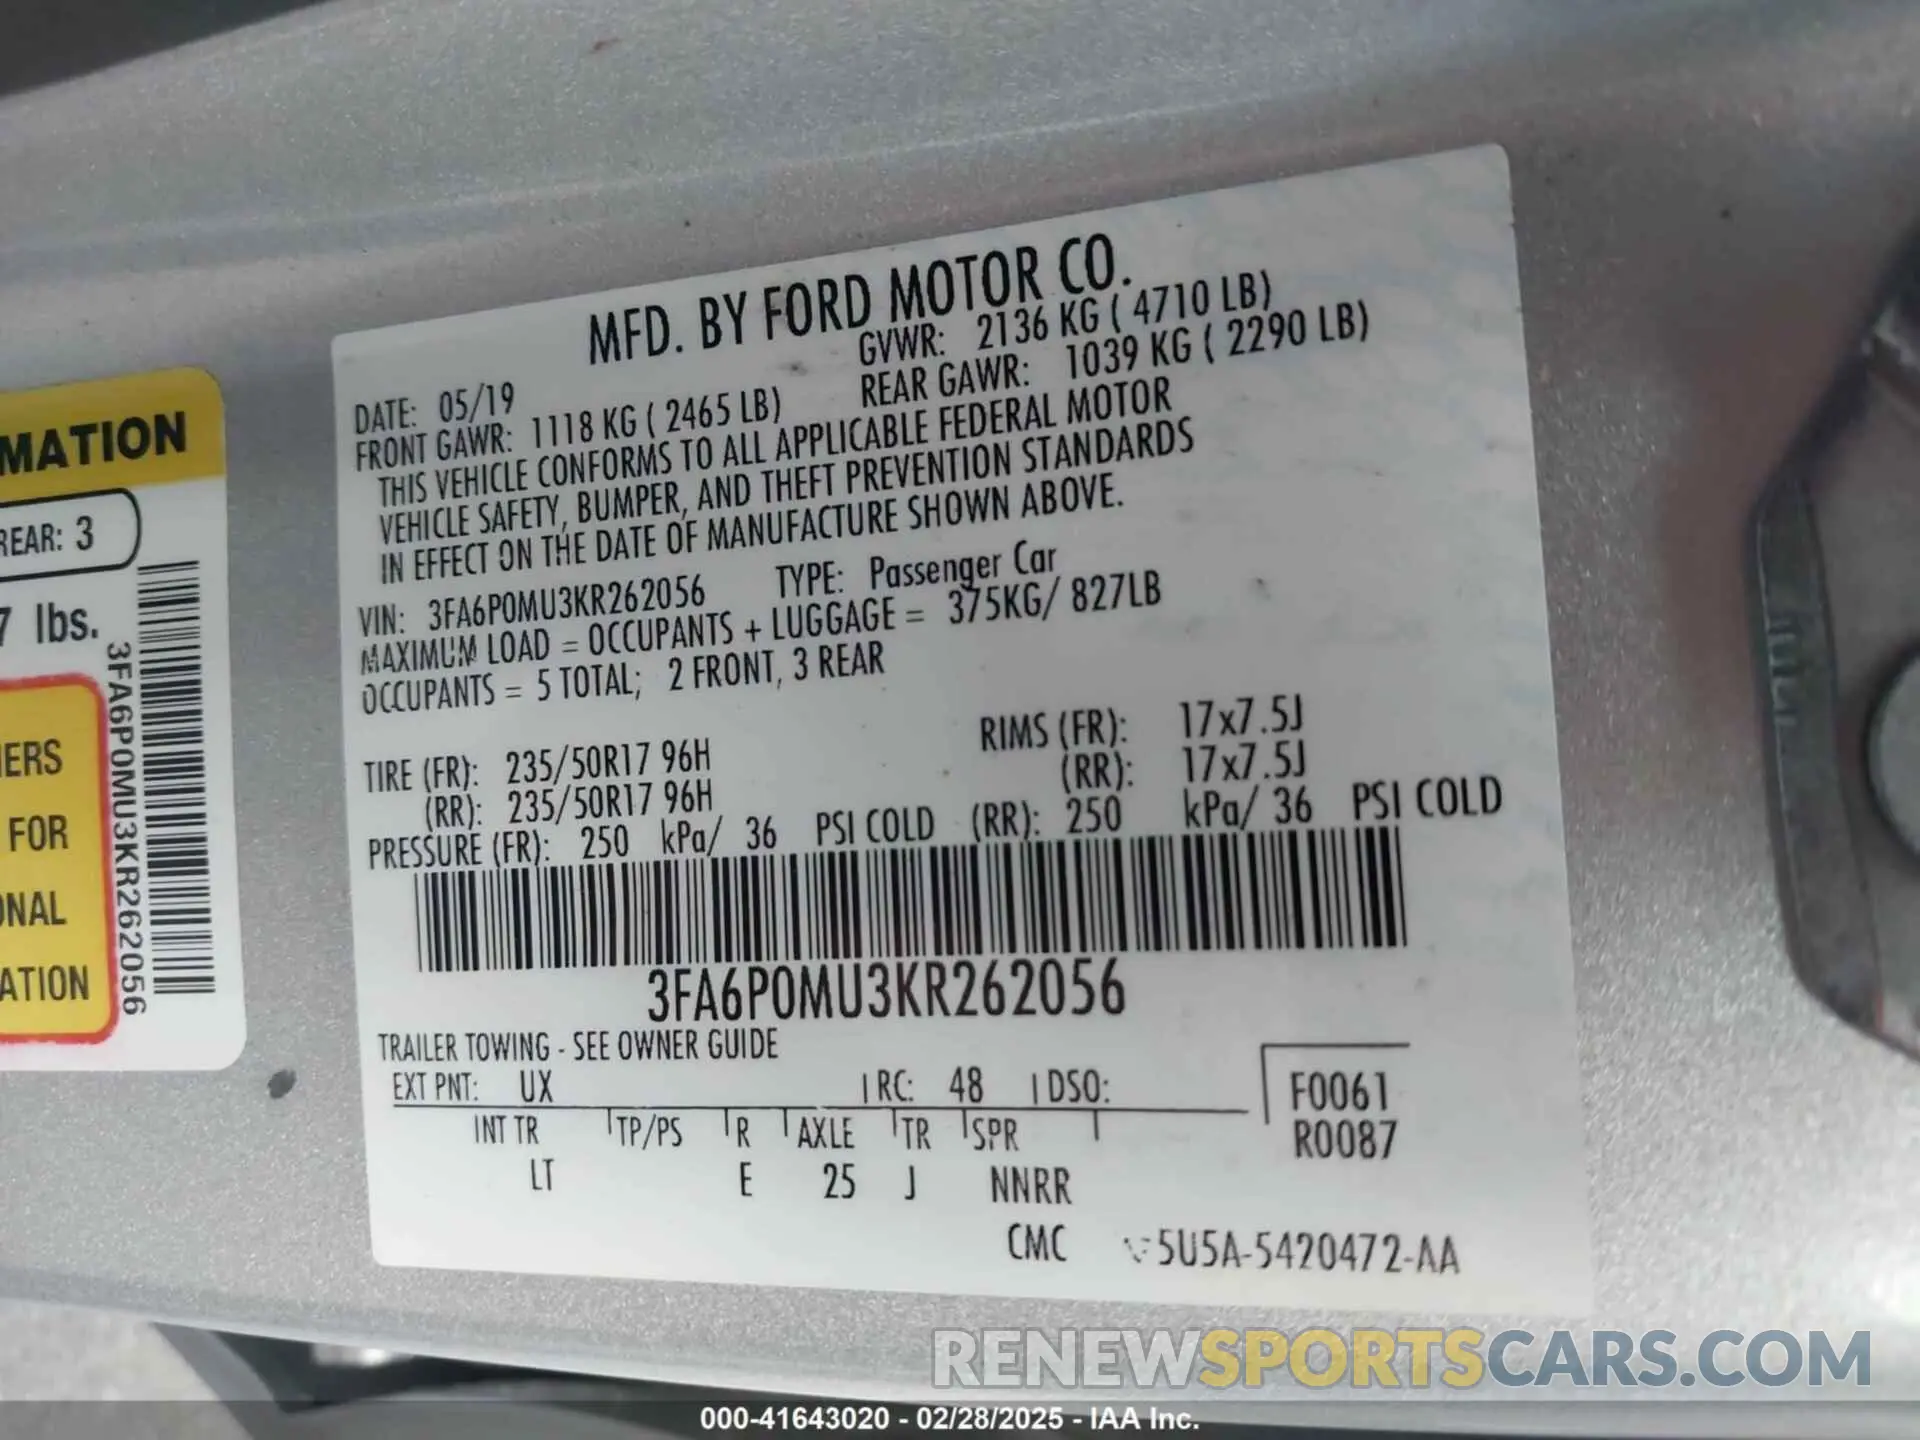 MFD. BY FORD MOTOR CO.
DATE: 05/19 GVWR: 2136 KG ( 4710 LB)
FRONT GAWR: 1118 KG ( 2465 LB) REAR GAWR: 1039 KG ( 2290 LB)
THIS VEHICLE CONFORMS TO ALL APPLICABLE FEDERAL MOTOR
VEHICLE SAFETY, BUMPER, AND THEFT PREVENTION STANDARDS
IN EFFECT ON THE DATE OF MANUFACTURE SHOWN ABOVE.
VIN: 3FA6P0MU3KR262056 TYPE: Passenger Car
MAXIMUM LOAD = OCCUPANTS + LUGGAGE = 375KG/ 827LB
OCCUPANTS = 5 TOTAL; 2 FRONT, 3 REAR
TIRE (FR): 235/50R17 96H RIMS (FR): 17x7.5J
(RR): 235/50R17 96H (RR): 17x7.5J
PRESSURE (FR): 250 kPa/ 36 PSI COLD (RR): 250 kPa/ 36 PSI COLD
3FA6P0MU3KR262056
TRAILER TOWING - SEE OWNER GUIDE
EXT PNT: UX RC: 48 DSO: F0061
INT TR TP/PS R AXLE TR SPR R0087
LT E 25 J NNRR
CMC 5U5A-5420472-AA
MATION
REAR: 3
7 lbs.
3FA6P0MU3KR262056
IERS
FOR
ONAL
ATION
RENEWSPORTSCARS.COM
000-41643020 - 02/28/2025 - IAA Inc.